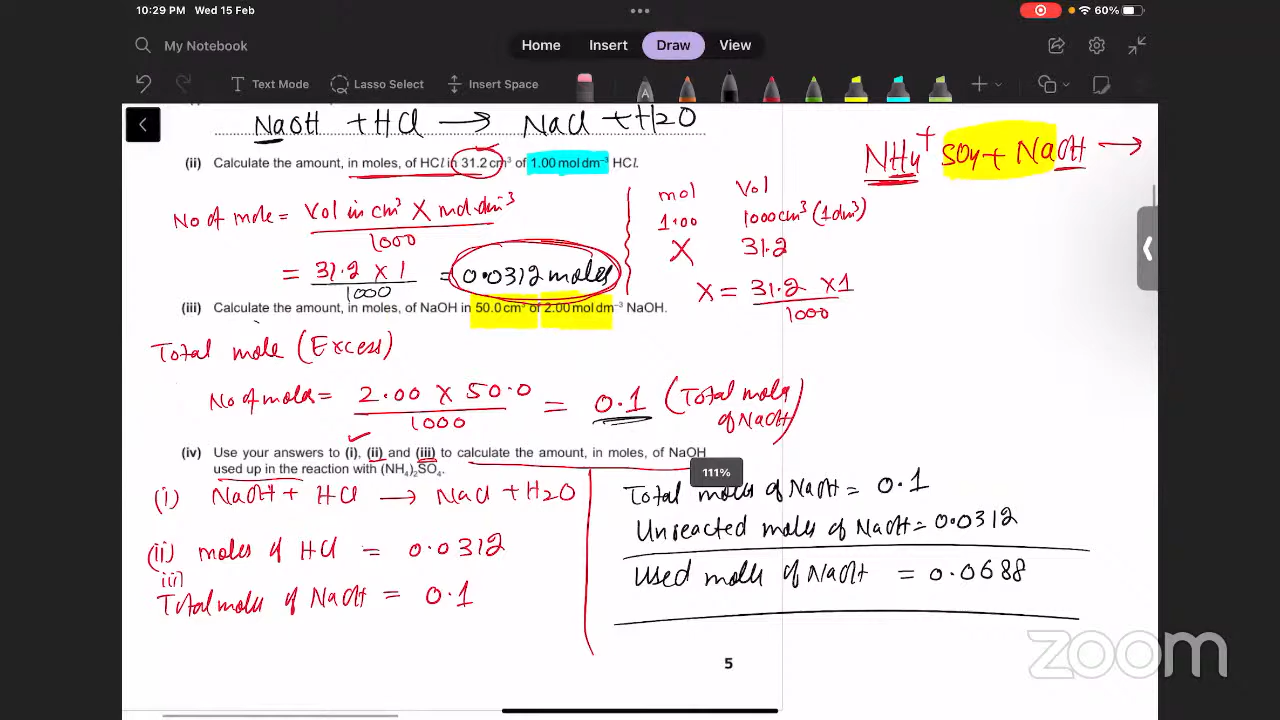 10:29 PM Wed 15 Feb
60%
My Notebook
Home Insert Draw View
Text Mode Lasso Select Insert Space
NaOH + HCl → NaCl + H2O
NH4+ SO4 + NaOH →
(ii) Calculate the amount, in moles, of HCl in 31.2 cm³ of 1.00 mol dm⁻³ HCl.
No of mole = Vol in cm³ X mol.dm⁻³
1000
= 31.2 x 1 = 0.0312 moles
1000
mol Vol
1.00 1000cm³ (1dm³)
X 31.2
X = 31.2 x1
1000
(iii) Calculate the amount, in moles, of NaOH in 50.0 cm³ of 2.00 mol dm⁻³ NaOH.
Total mole (Excess)
No of moles = 2.00 x 50.0 = 0.1 (Total moles of NaOH)
1000
(iv) Use your answers to (i), (ii) and (iii) to calculate the amount, in moles, of NaOH
used up in the reaction with (NH₄)₂SO₄.
111%
(i) NaOH + HCl → NaCl + H2O
(ii) moles of HCl = 0.0312
iii)
Total moles of NaOH = 0.1
Total moles of NaOH = 0.1
Unreacted moles of NaOH = 0.0312
Used moles of NaOH = 0.0688
5
zoom